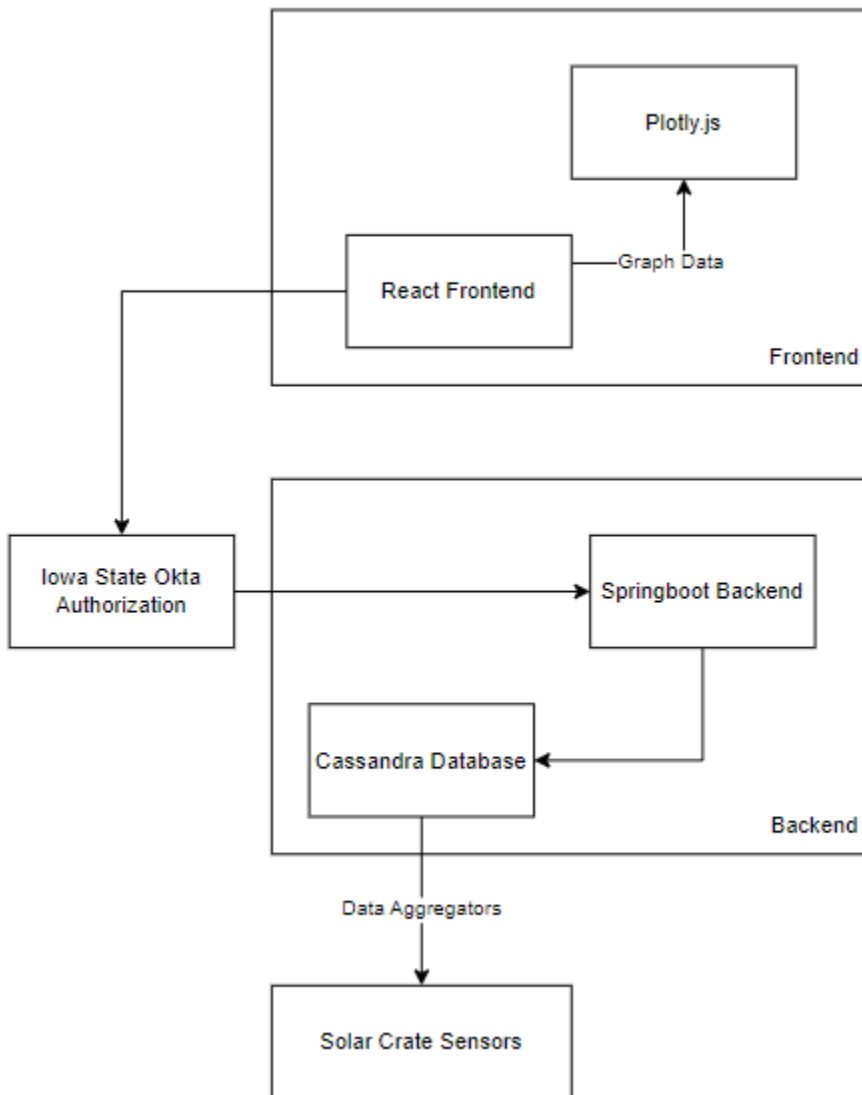 Plotly.js
Graph Data
React Frontend
Frontend
Iowa State Okta
Authorization
Springboot Backend
Cassandra Database
Backend
Data Aggregators
Solar Crate Sensors